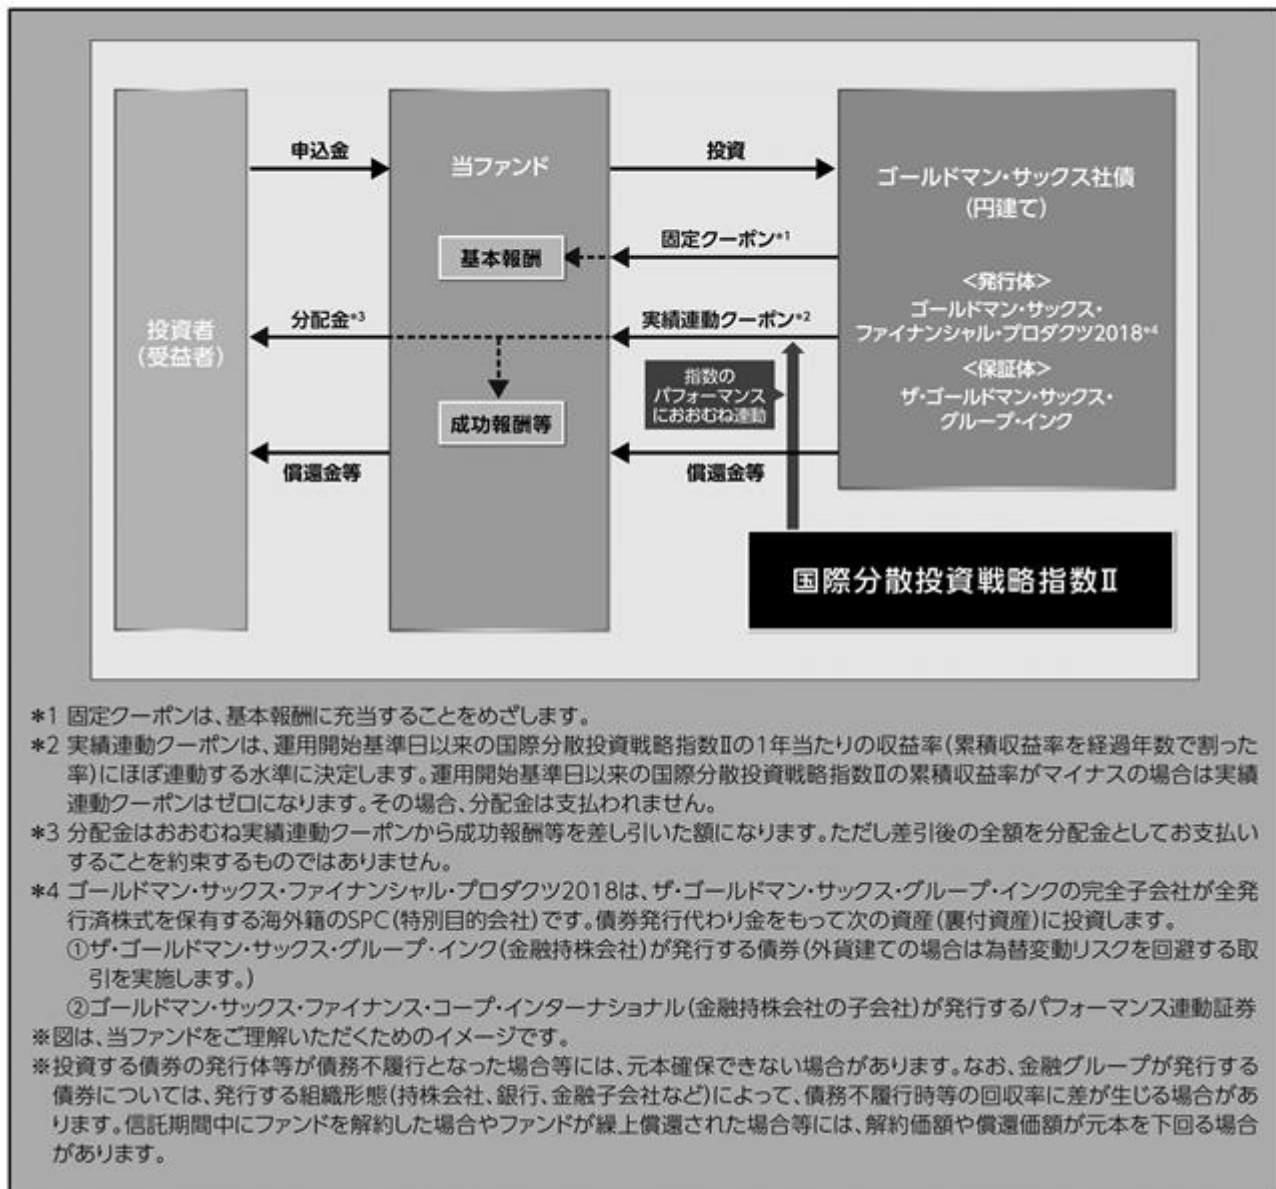 申込金
投資
当ファンド
ゴールドマン・サックス社債
(円建て)
固定クーポン*1
基本報酬
<発行体>
ゴールドマン・サックス・
ファイナンシャル・プロダクツ2018*4
分配金*3
実績連動クーポン*2
投資者
(受益者)
<保証体>
指数の
パフォーマンス
におおむね連動
ザ・ゴールドマン・サックス・
グループ・インク
成功報酬等
償還金等
償還金等
国際分散投資戦略指数Ⅱ
*1 固定クーポンは、基本報酬に充当することをめざします。
*2 実績連動クーポンは、運用開始基準日以来の国際分散投資戦略指数Ⅱの1年当たりの収益率(累積収益率を経過年数で割った
率)にほぼ連動する水準に決定します。運用開始基準日以来の国際分散投資戦略指数Ⅱの累積収益率がマイナスの場合は実績
連動クーポンはゼロになります。その場合、分配金は支払われません。
*3 分配金はおおむね実績連動クーポンから成功報酬等を差し引いた額になります。ただし差引後の全額を分配金としてお支払い
することを約束するものではありません。
*4 ゴールドマン・サックス・ファイナンシャル・プロダクツ2018は、ザ・ゴールドマン・サックス・グループ・インクの完全子会社が全発
行済株式を保有する海外籍のSPC(特別目的会社)です。債券発行代わり金をもって次の資産(裏付資産)に投資します。
①ザ・ゴールドマン・サックス・グループ・インク(金融持株会社)が発行する債券(外貨建ての場合は為替変動リスクを回避する取
引を実施します。)
②ゴールドマン・サックス・ファイナンス・コープ・インターナショナル(金融持株会社の子会社)が発行するパフォーマンス連動証券
※図は、当ファンドをご理解いただくためのイメージです。
※投資する債券の発行体等が債務不履行となった場合等には、元本確保できない場合があります。なお、金融グループが発行する
債券については、発行する組織形態(持株会社、銀行、金融子会社など)によって、債務不履行時等の回収率に差が生じる場合があ
ります。信託期間中にファンドを解約した場合やファンドが繰上償還された場合等には、解約価額や償還価額が元本を下回る場合
があります。